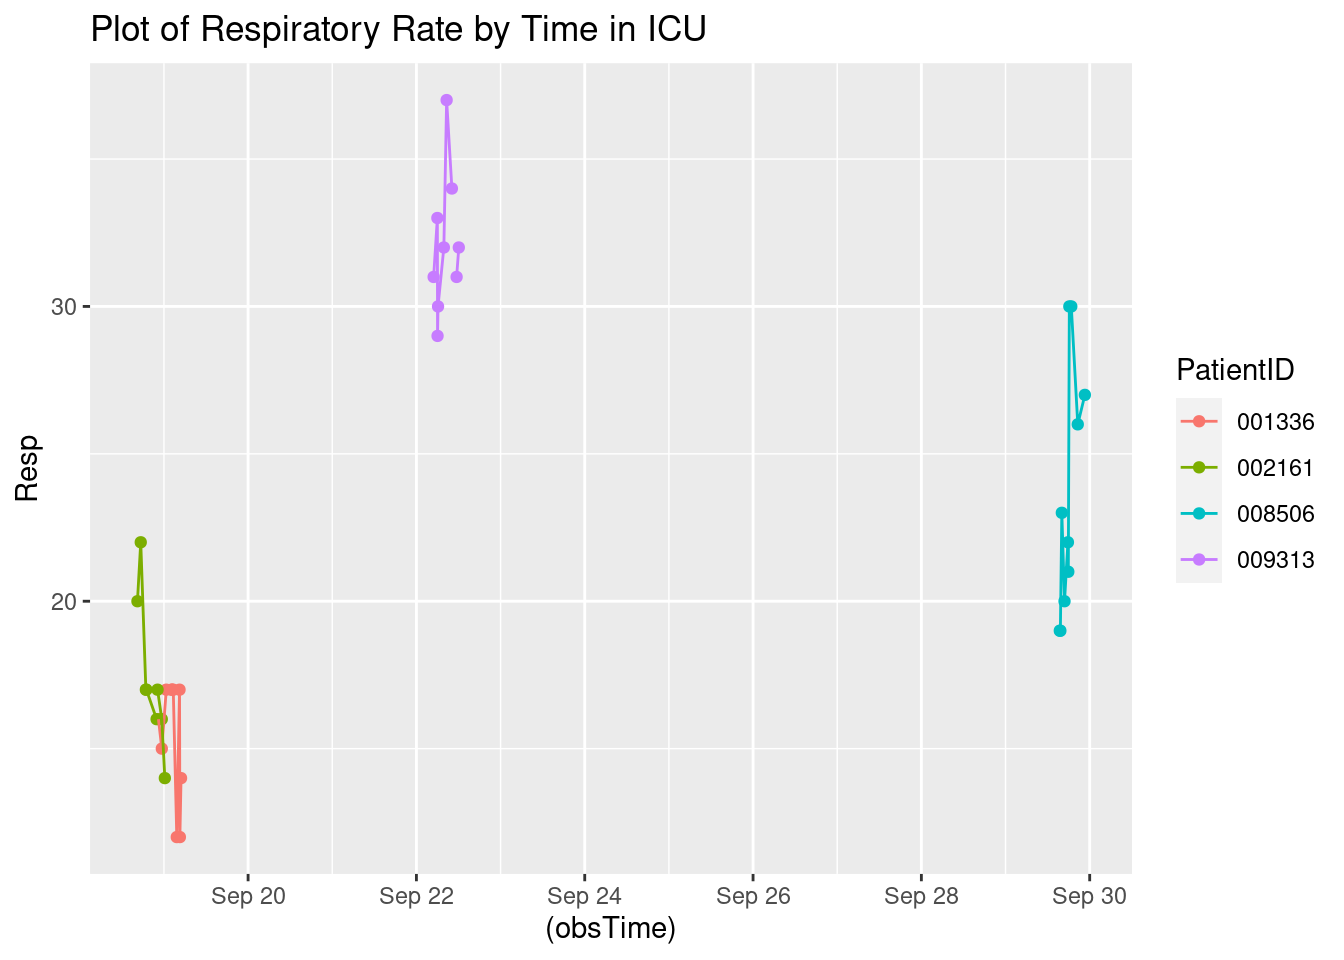 Plot of Respiratory Rate by Time in ICU
Resp
30
20
Sep 20
Sep 22
Sep 24
Sep 26
Sep 28
Sep 30
(obsTime)
PatientID
001336
002161
008506
009313